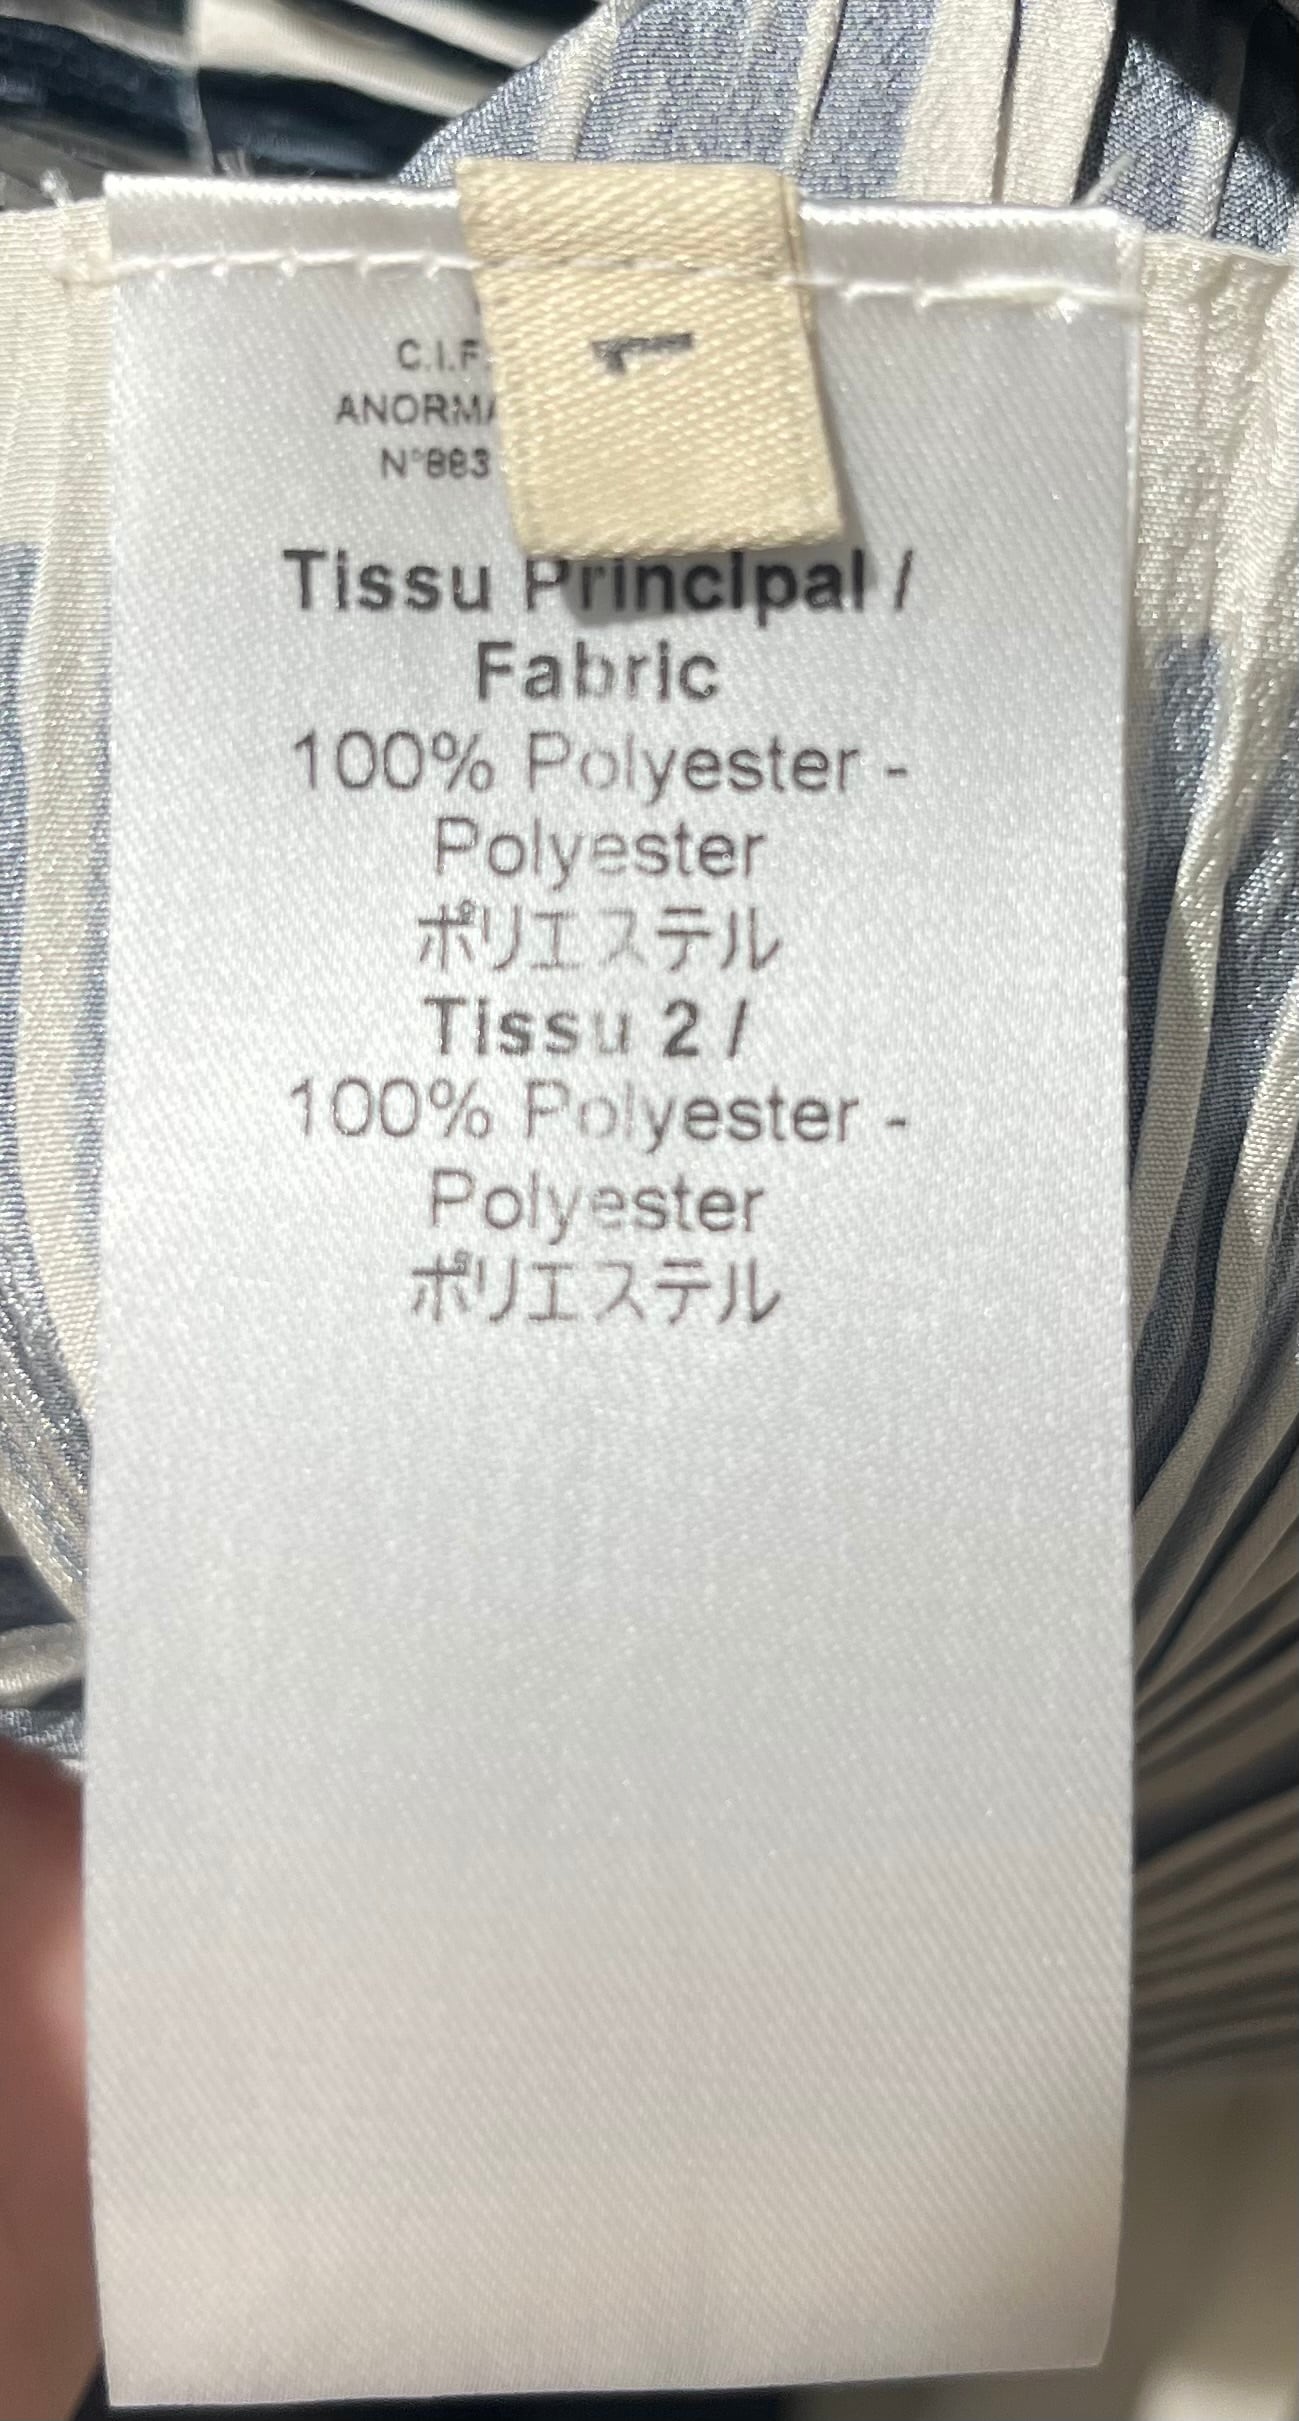 1
C.I.F.
ANORMA
N°883
Tissu Principal /
Fabric
100% Polyester -
Polyester
ポリエステル
Tissu 2 /
100% Polyester -
Polyester
ポリエステル